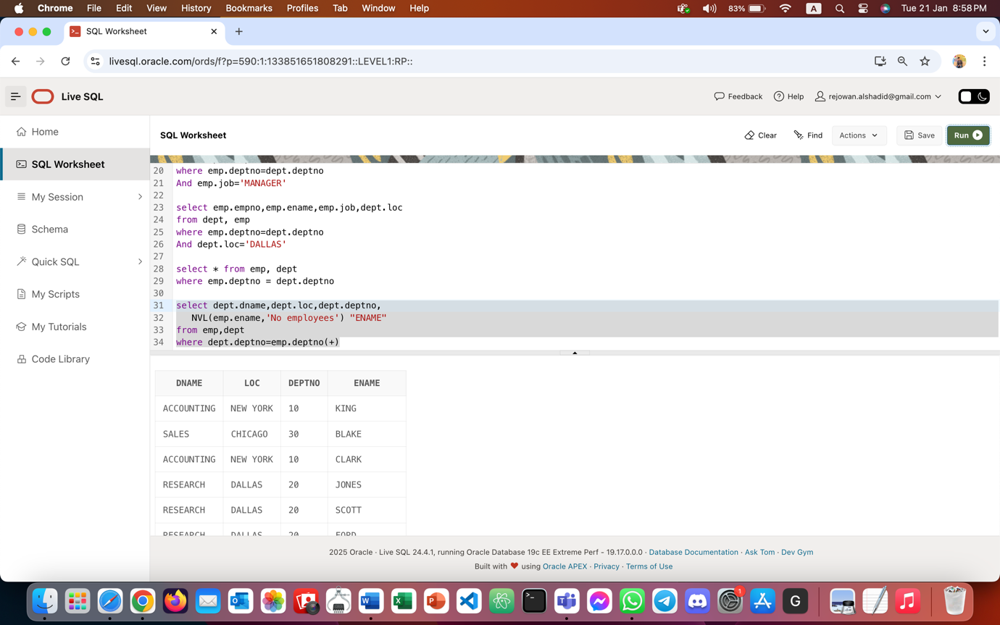 Chrome File Edit View History Bookmarks Profiles Tab Window Help 83% A Tue 21 Jan 8:58 PM
SQL Worksheet
livesql.oracle.com/ords/f?p=590:1:133851651808291::LEVEL1:RP::
Live SQL Feedback Help rejowan.alshadid@gmail.com
Home
SQL Worksheet
My Session
Schema
Quick SQL
My Scripts
My Tutorials
Code Library
SQL Worksheet Clear Find Actions Save Run
20 where emp.deptno=dept.deptno
21 And emp.job='MANAGER'
22
23 select emp.empno,emp.ename,emp.job,dept.loc
24 from dept, emp
25 where emp.deptno=dept.deptno
26 And dept.loc='DALLAS'
27
28 select * from emp, dept
29 where emp.deptno = dept.deptno
30
31 select dept.dname,dept.loc,dept.deptno,
32 NVL(emp.ename,'No employees') "ENAME"
33 from emp,dept
34 where dept.deptno=emp.deptno(+)
DNAME LOC DEPTNO ENAME
ACCOUNTING NEW YORK 10 KING
SALES CHICAGO 30 BLAKE
ACCOUNTING NEW YORK 10 CLARK
RESEARCH DALLAS 20 JONES
RESEARCH DALLAS 20 SCOTT
RESEARCH DALLAS 20 FORD
2025 Oracle · Live SQL 24.4.1, running Oracle Database 19c EE Extreme Perf - 19.17.0.0.0 · Database Documentation · Ask Tom · Dev Gym
Built with ❤ using Oracle APEX · Privacy · Terms of Use
W X P G 1